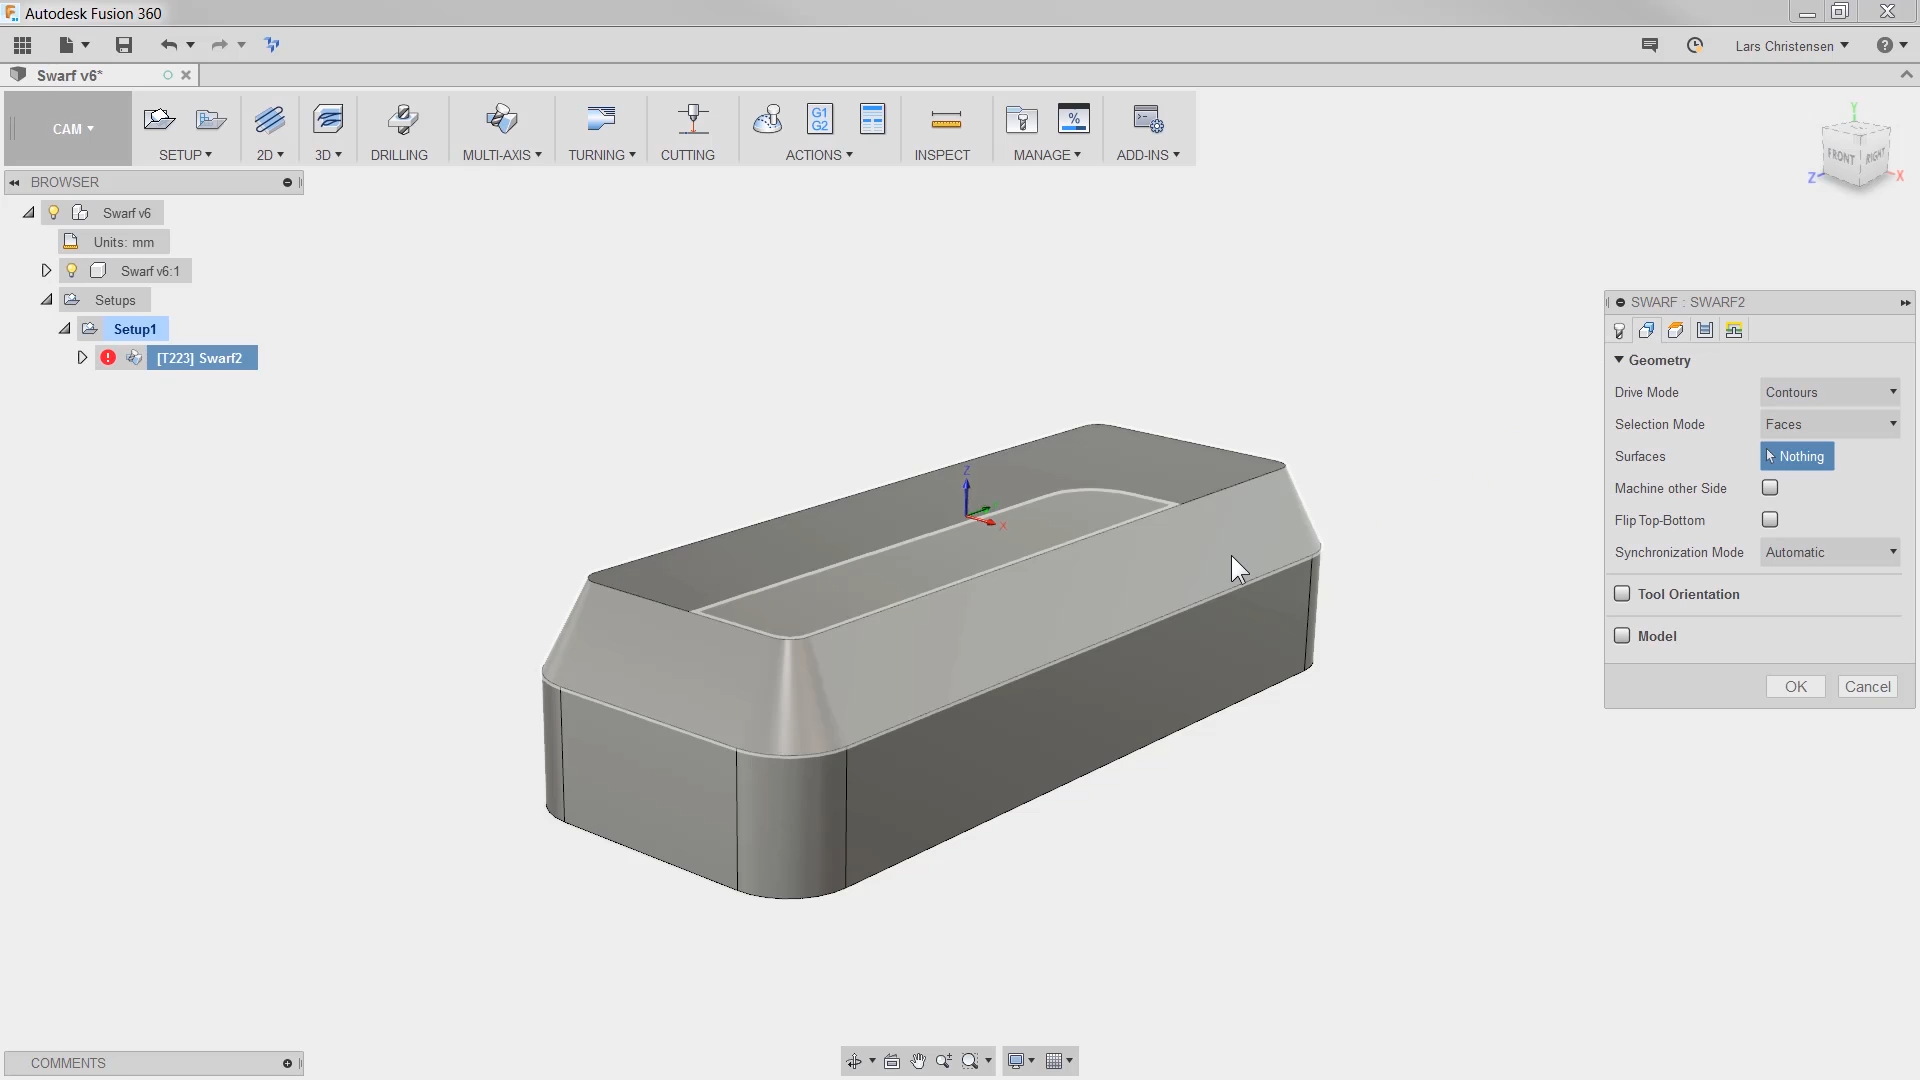 Autodesk Fusion 360
Lars Christensen
Swarf v6*
CAM
SETUP
2D
3D
DRILLING
MULTI-AXIS
TURNING
CUTTING
G1
G2
ACTIONS
INSPECT
%
MANAGE
ADD-INS
Y
FRONT
RIGHT
Z
X
BROWSER
Swarf v6
Units: mm
Swarf v6:1
Setups
Setup1
[T223] Swarf2
SWARF : SWARF2
Geometry
Drive Mode
Contours
Selection Mode
Faces
Surfaces
Nothing
Machine other Side
Flip Top-Bottom
Synchronization Mode
Automatic
Tool Orientation
Model
OK
Cancel
Z
X
COMMENTS